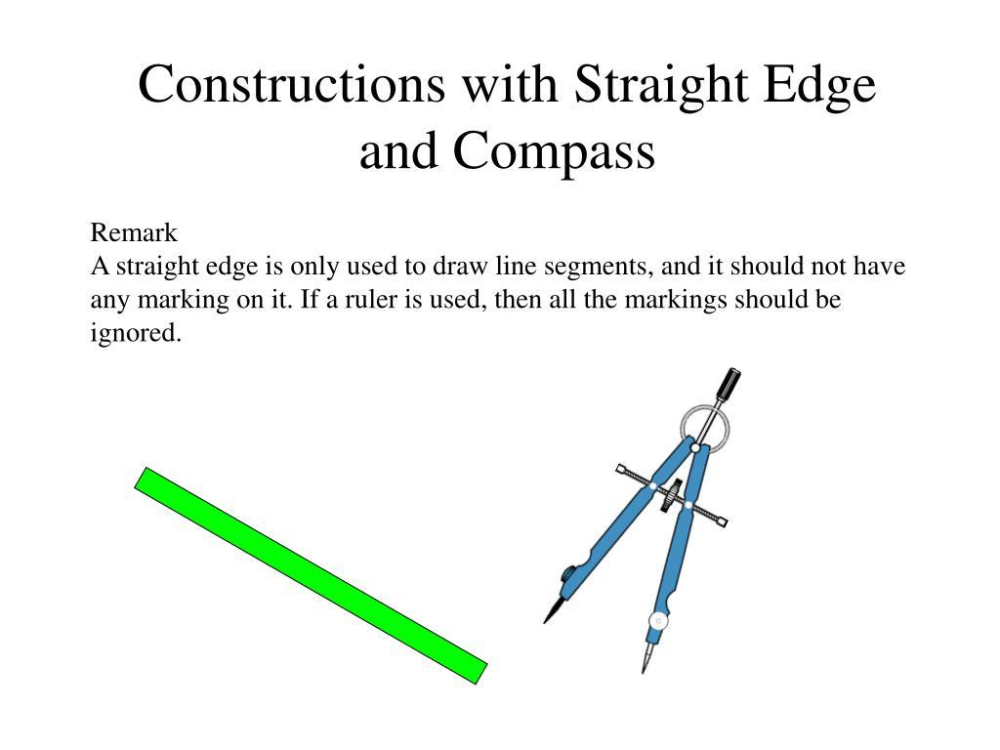 Constructions with Straight Edge
and Compass
Remark
A straight edge is only used to draw line segments, and it should not have
any marking on it. If a ruler is used, then all the markings should be
ignored.